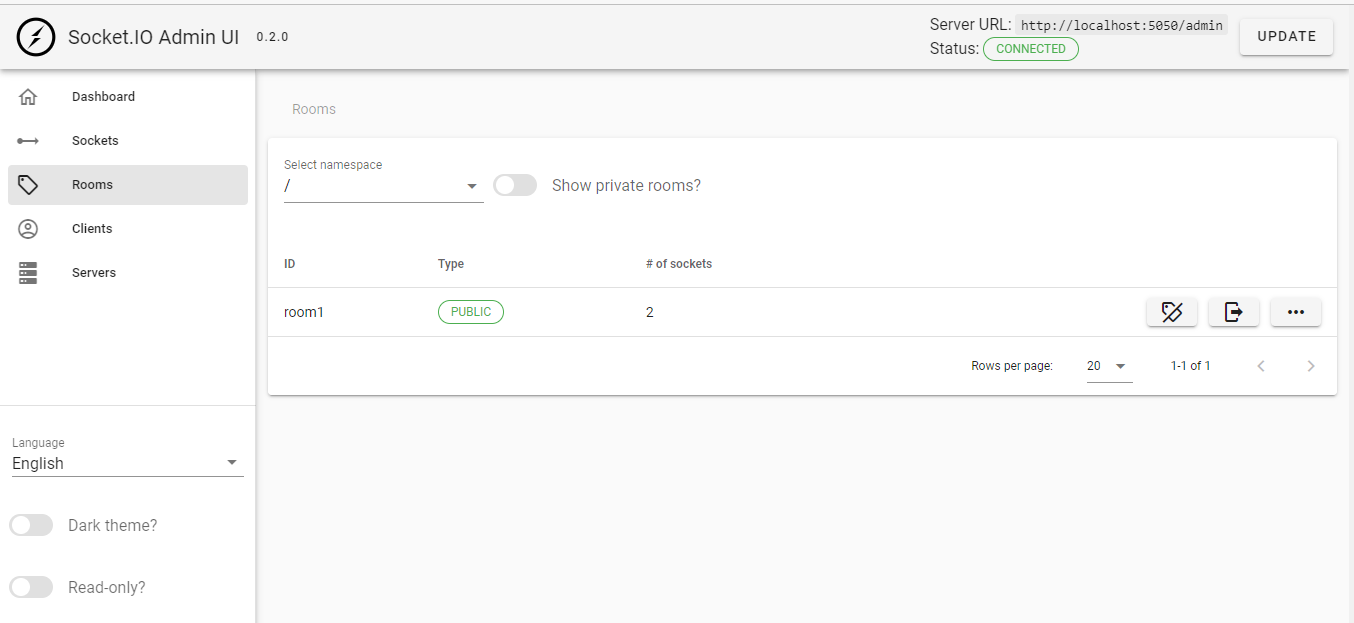 Socket.IO Admin UI 0.2.0
Server URL: http://localhost:5050/admin
Status: CONNECTED
UPDATE
Dashboard
Sockets
Rooms
Clients
Servers
Language
English
Dark theme?
Read-only?
Rooms
Select namespace
/
Show private rooms?
ID Type # of sockets
room1 PUBLIC 2
Rows per page: 20 1-1 of 1